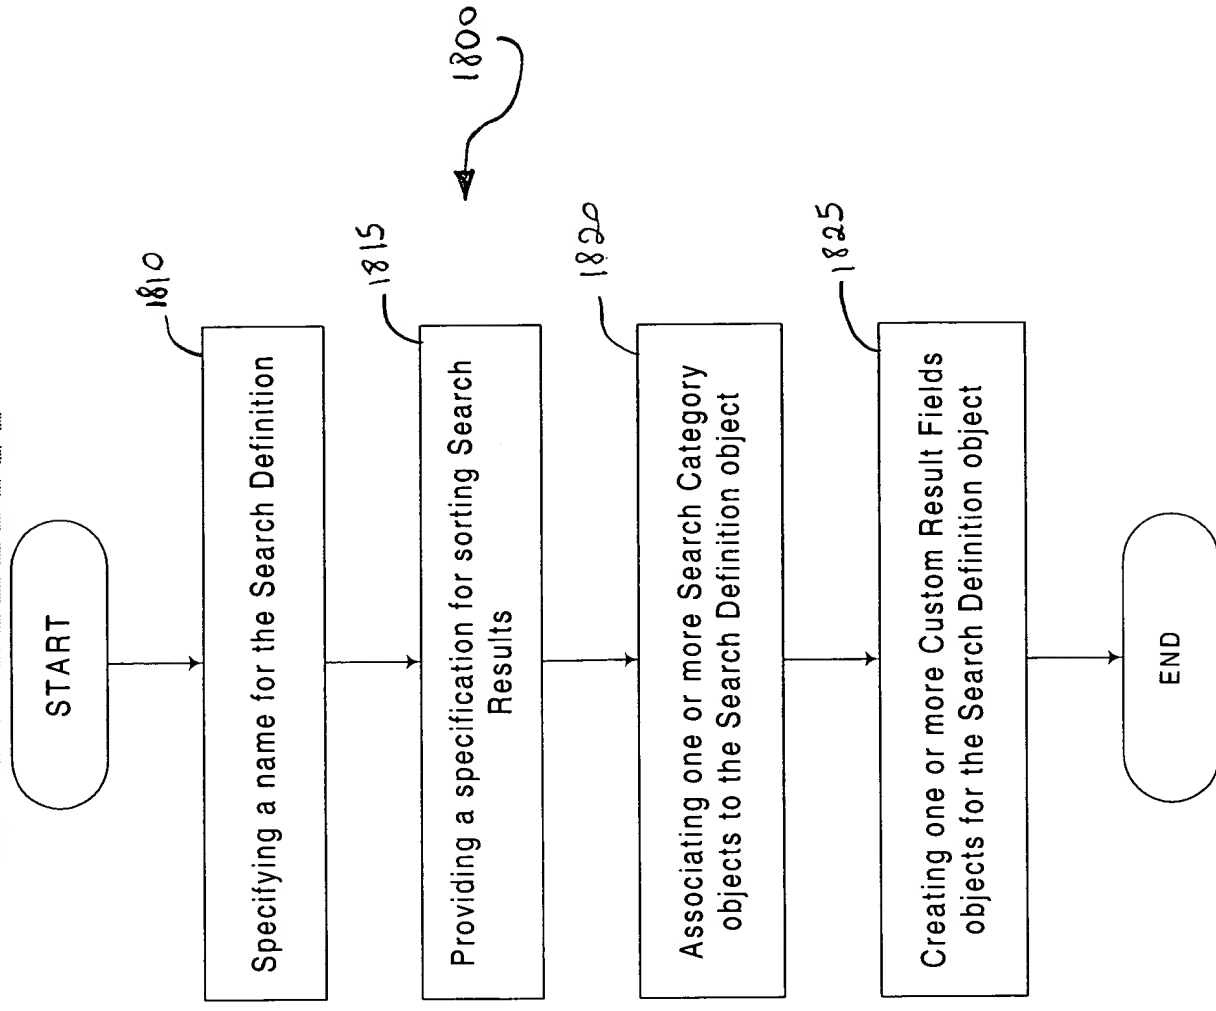 1800
START
1810
Specifying a name for the Search Definition
1815
Providing a specification for sorting Search
Results
1820
Associating one or more Search Category
objects to the Search Definition object
1825
Creating one or more Custom Result Fields
objects for the Search Definition object
END